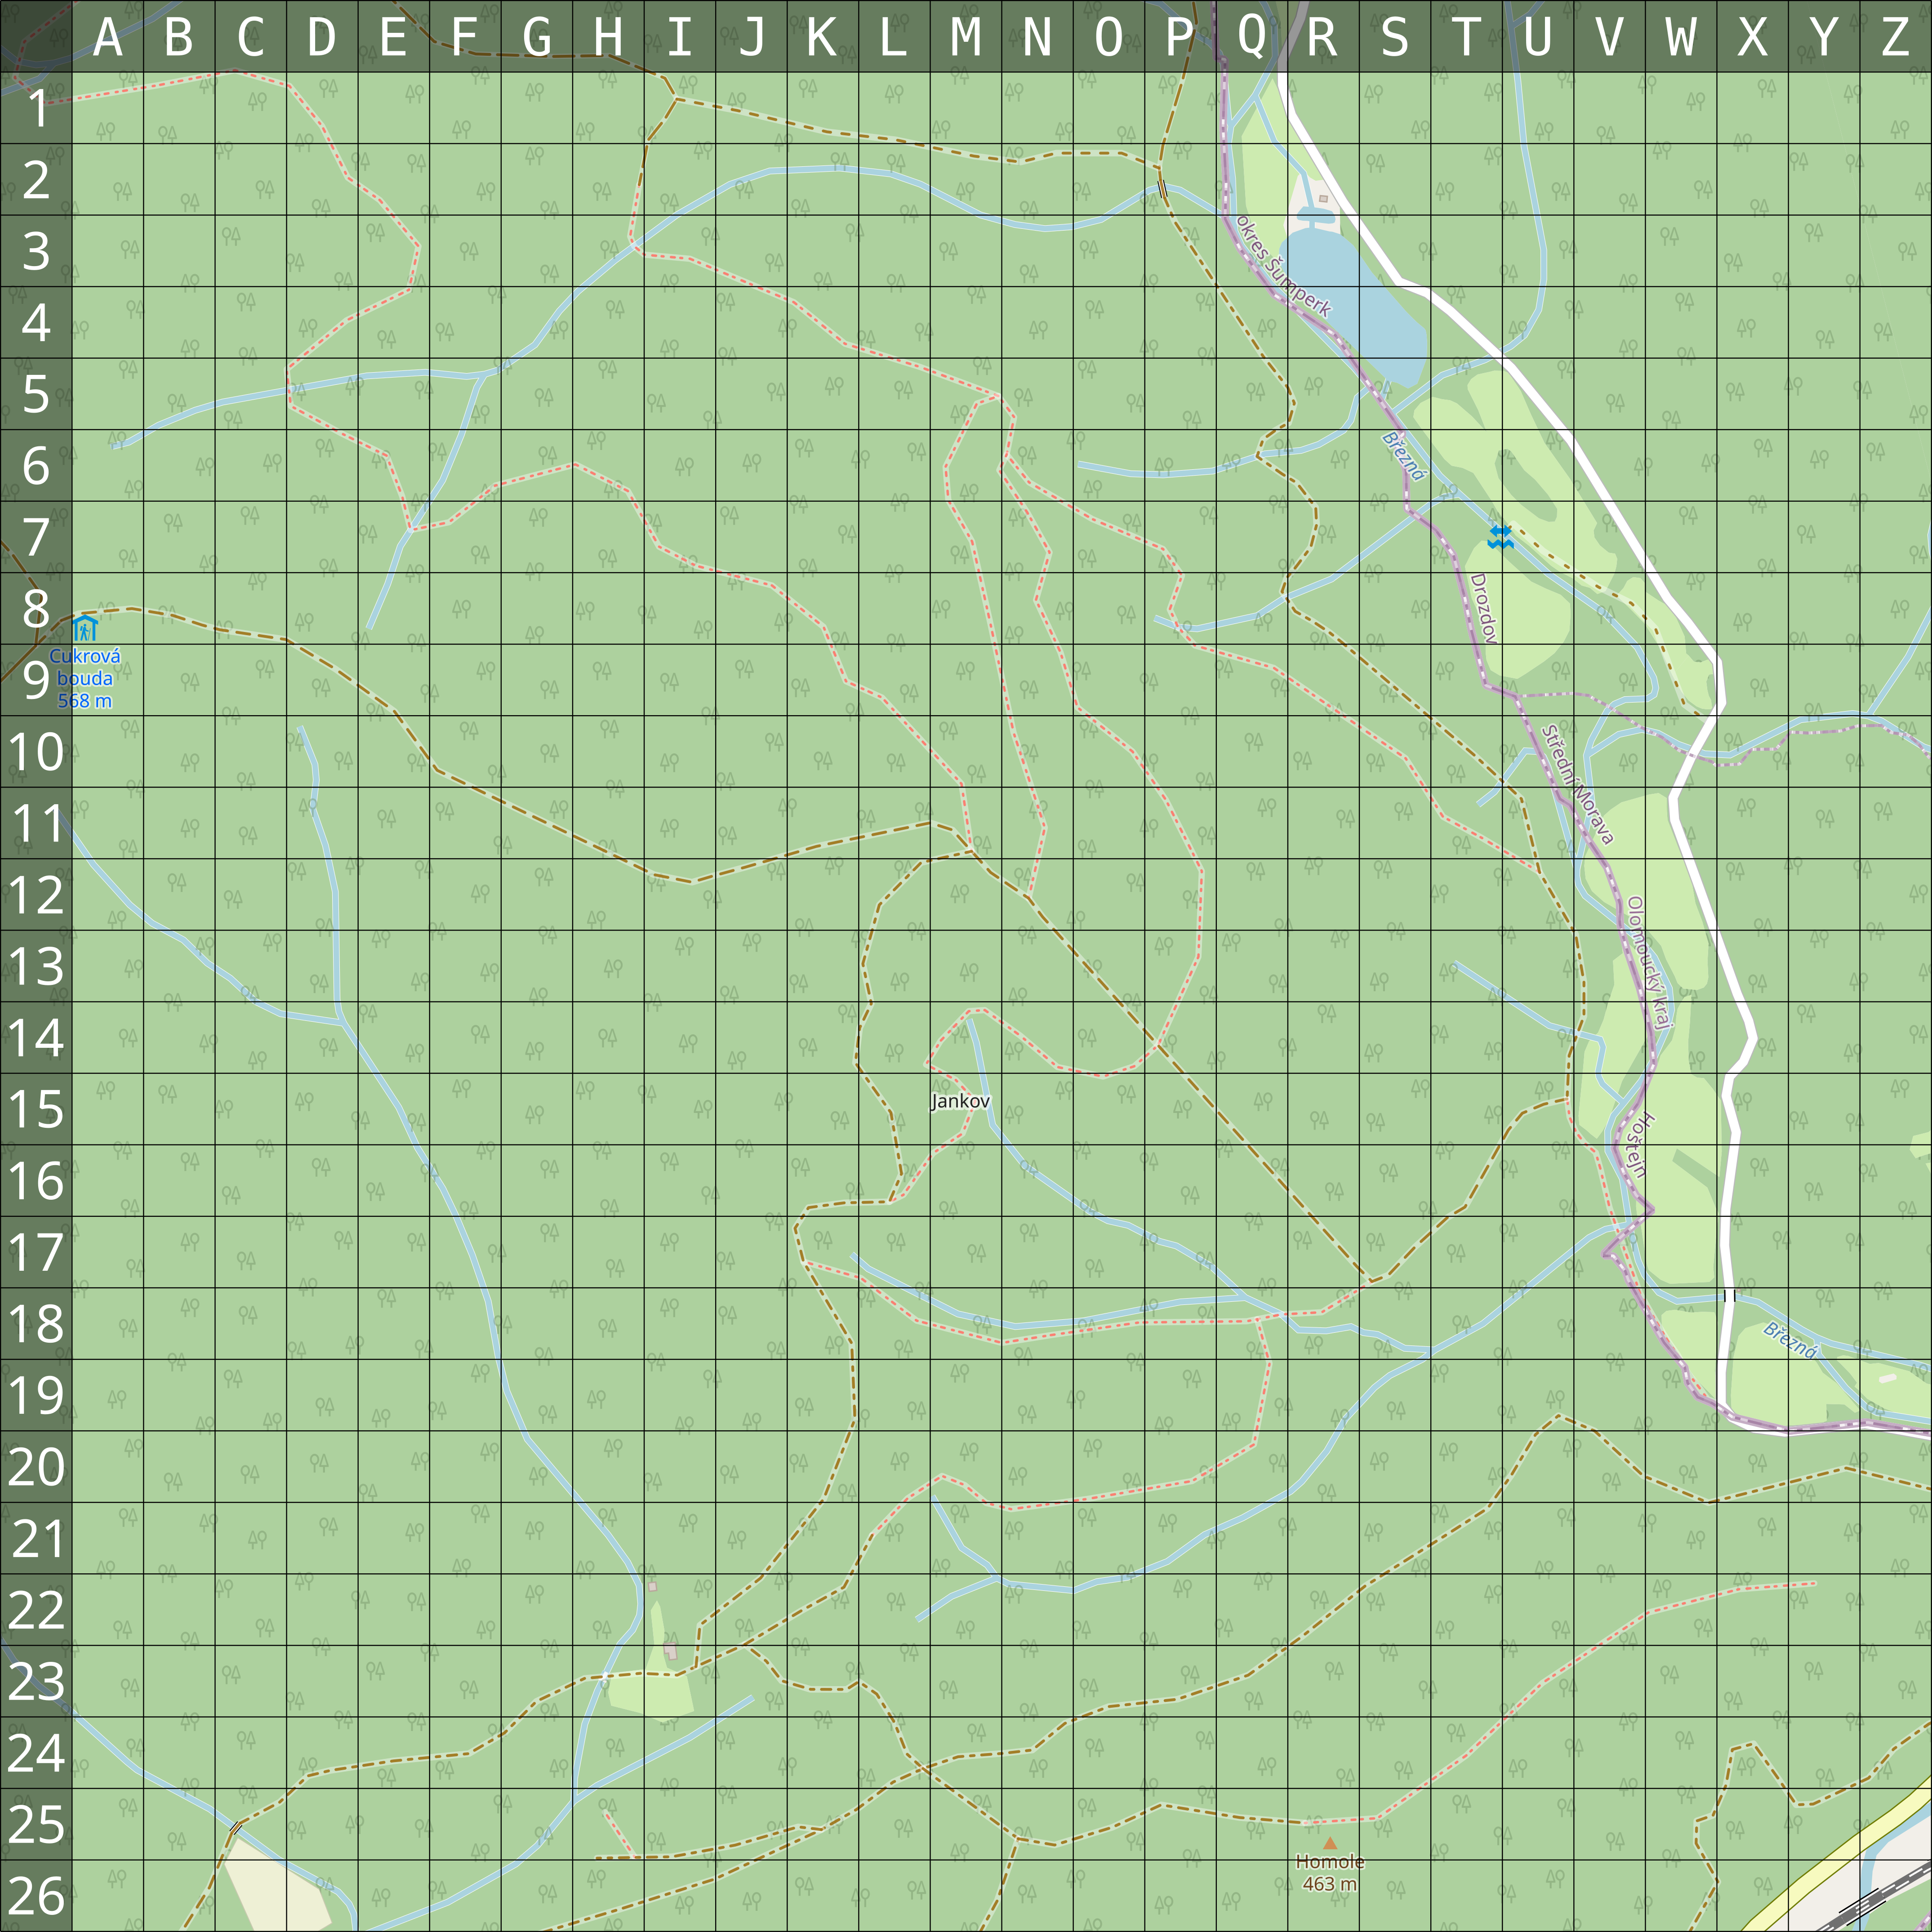 A B C D E F G H I J K L M N O P Q R S T U V W X Y Z
1
2
3
okres Šumperk
4
5
6
Březná
7
8
Drozdov
Cukrová
bouda
568 m
9
10
Střední Morava
11
12
Olomoucký kraj
13
14
15
Jankov
Hoštejn
16
17
18
Březná
19
20
21
22
23
24
25
Homole
463 m
26